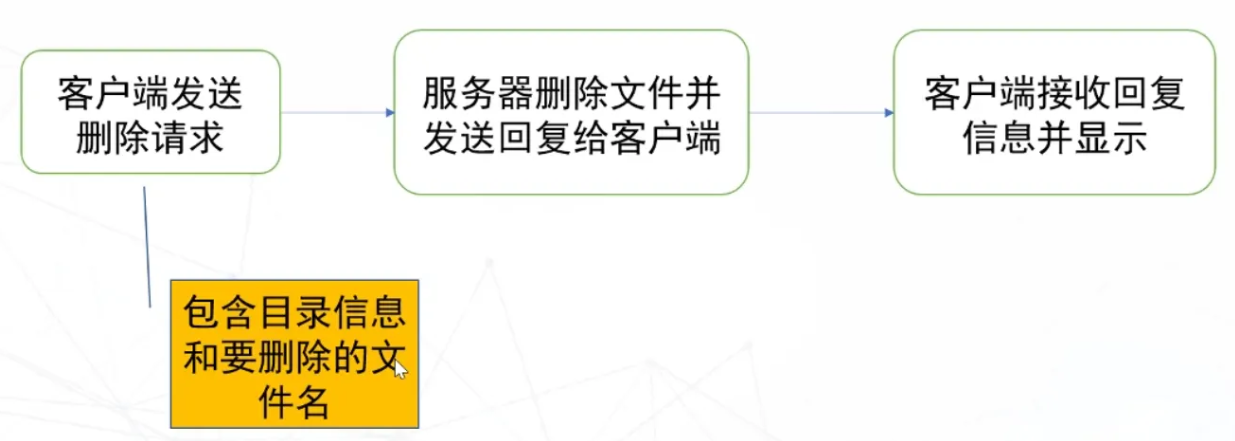 客户端发送
删除请求
服务器删除文件并
发送回复给客户端
客户端接收回复
信息并显示
包含目录信息
和要删除的文
件名